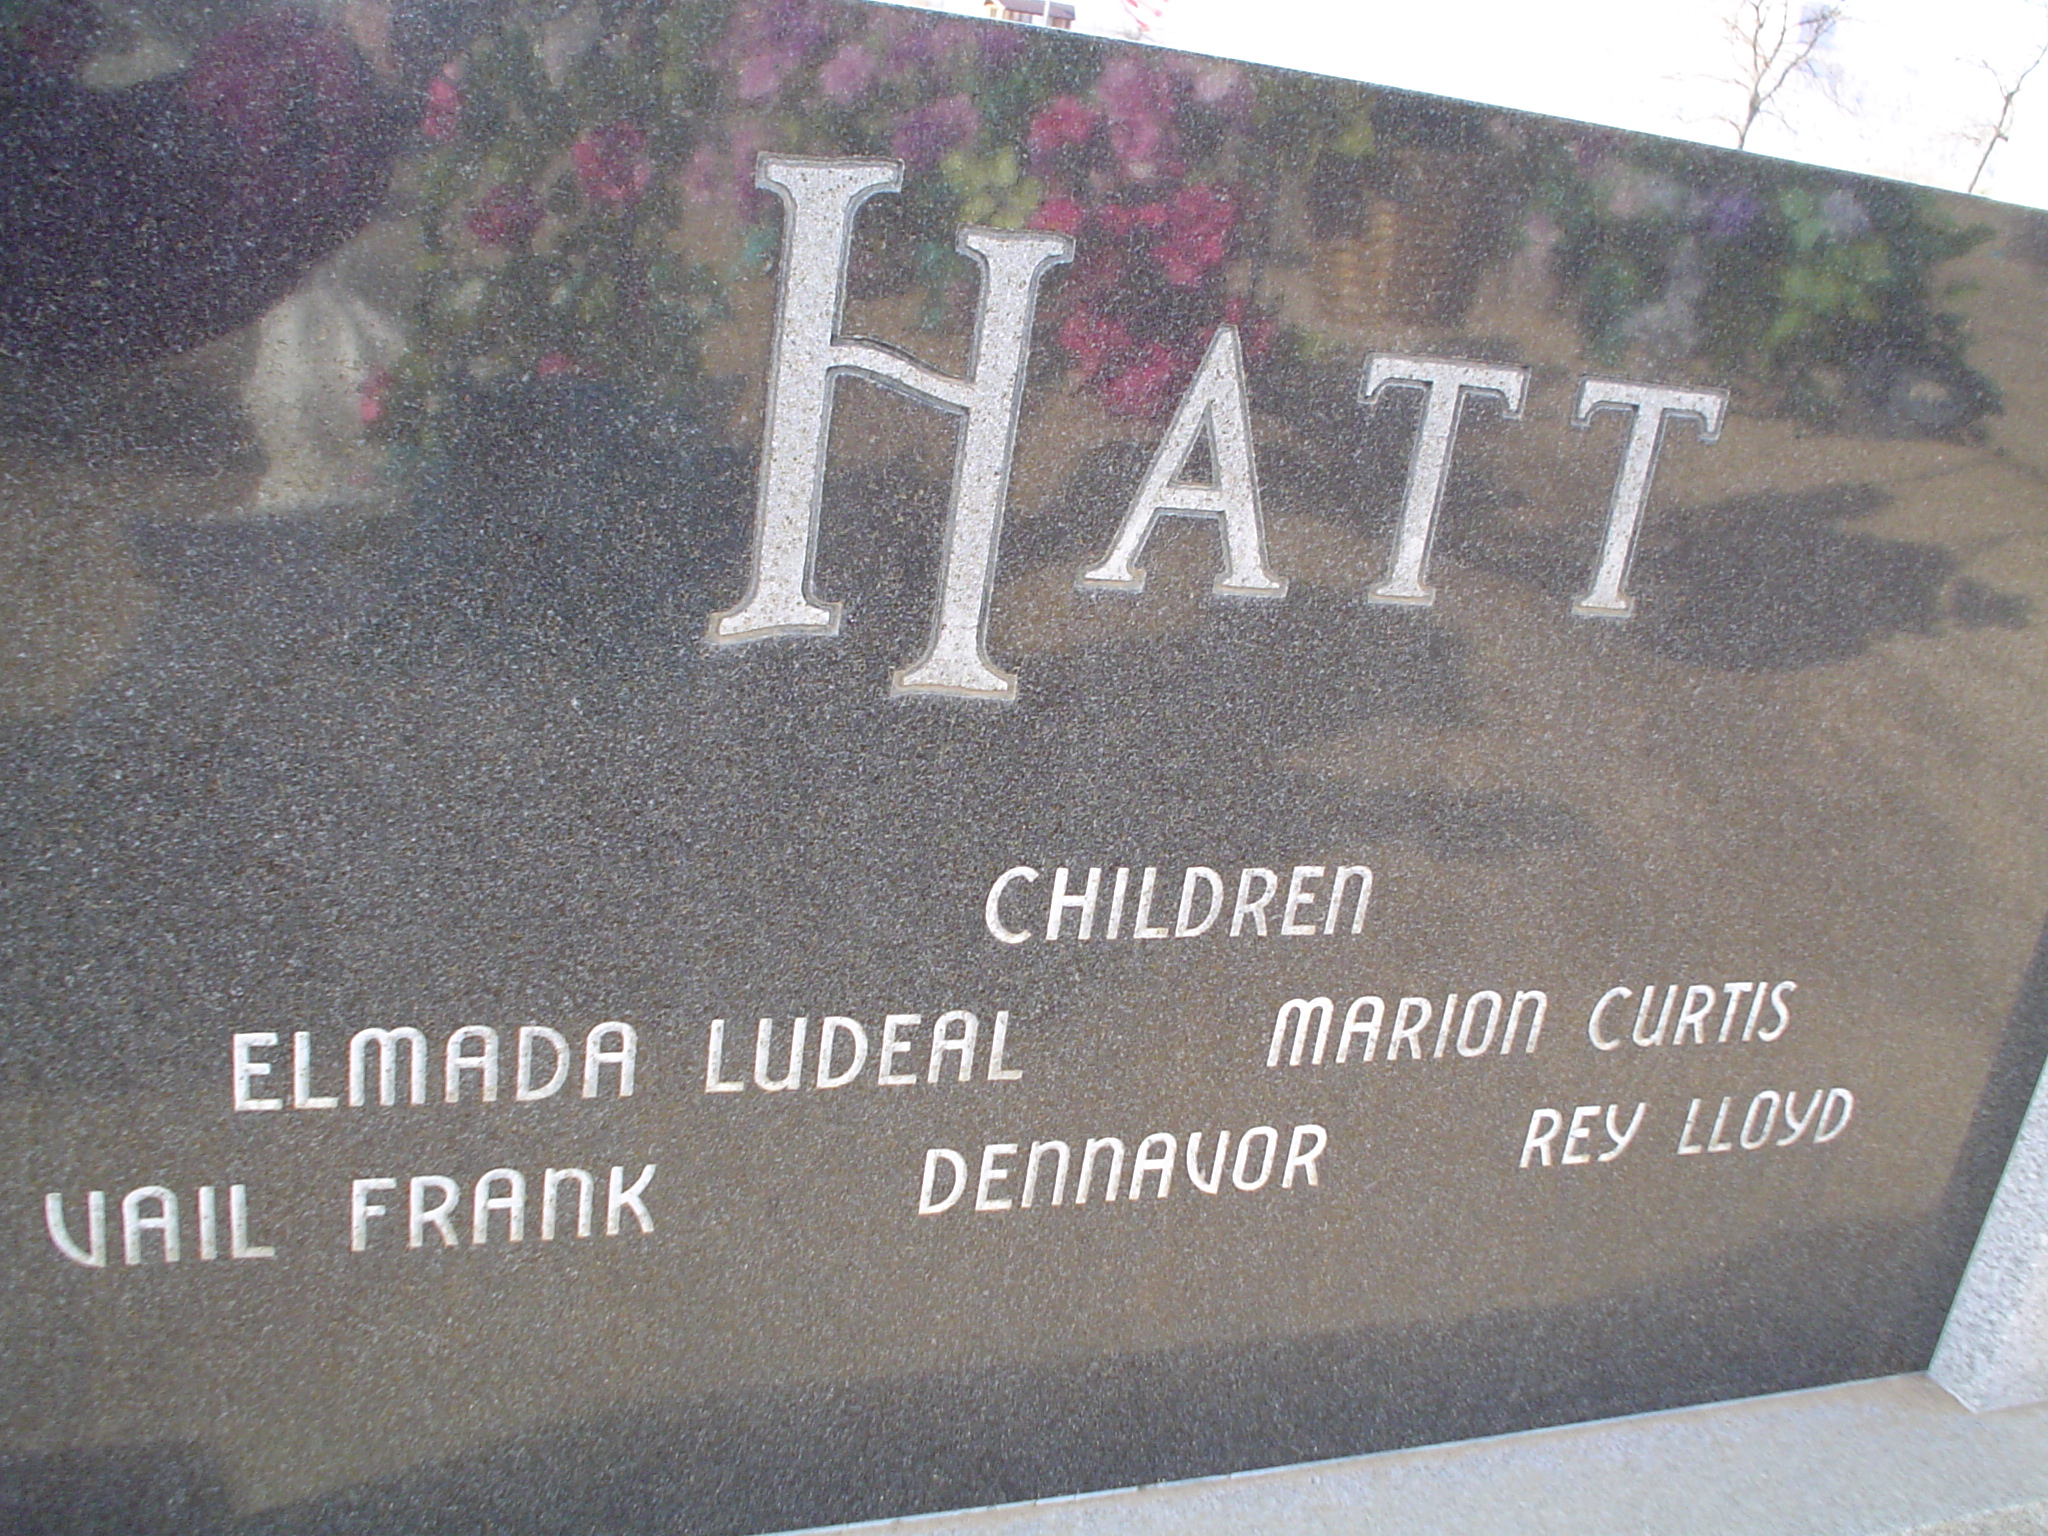 HATT
CHILDREN
ELMADA LUDEAL MARION CURTIS
VAIL FRANK DENNAVOR REY LLOYD